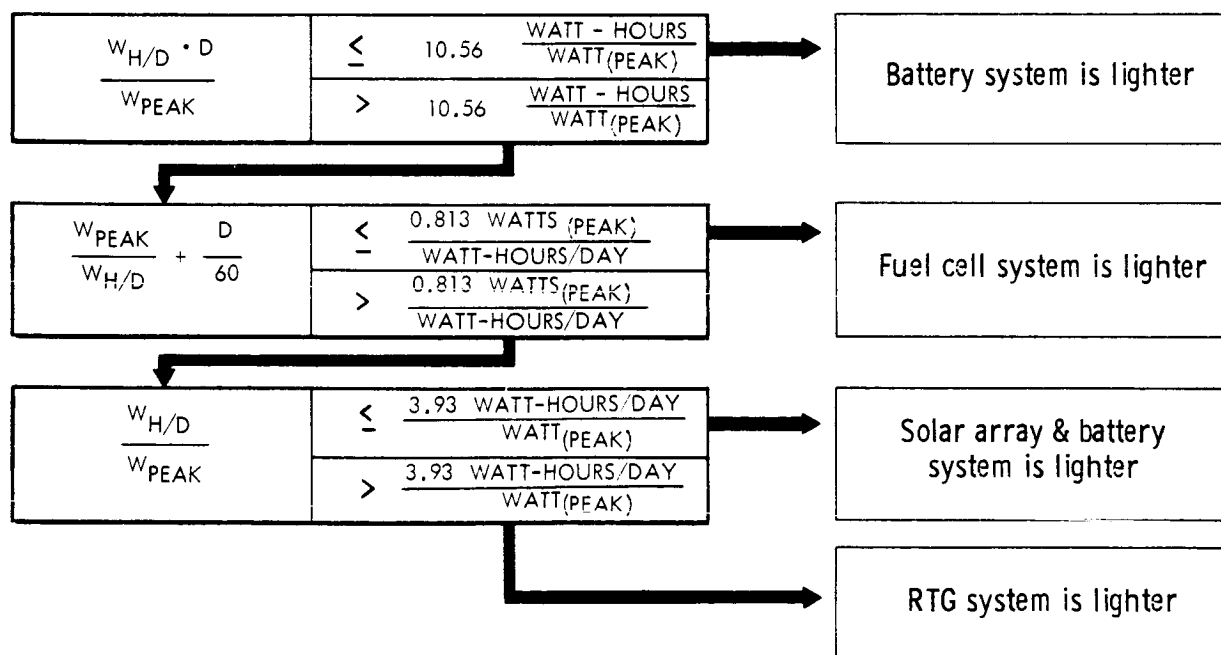 W_H/D · D
W_PEAK
≤ 10.56 WATT - HOURS
WATT(PEAK)
> 10.56 WATT - HOURS
WATT(PEAK)
Battery system is lighter
W_PEAK + D
W_H/D 60
≤ 0.813 WATTS (PEAK)
WATT-HOURS/DAY
> 0.813 WATTS(PEAK)
WATT-HOURS/DAY
Fuel cell system is lighter
W_H/D
W_PEAK
≤ 3.93 WATT-HOURS/DAY
WATT(PEAK)
> 3.93 WATT-HOURS/DAY
WATT(PEAK)
Solar array & battery
system is lighter
RTG system is lighter